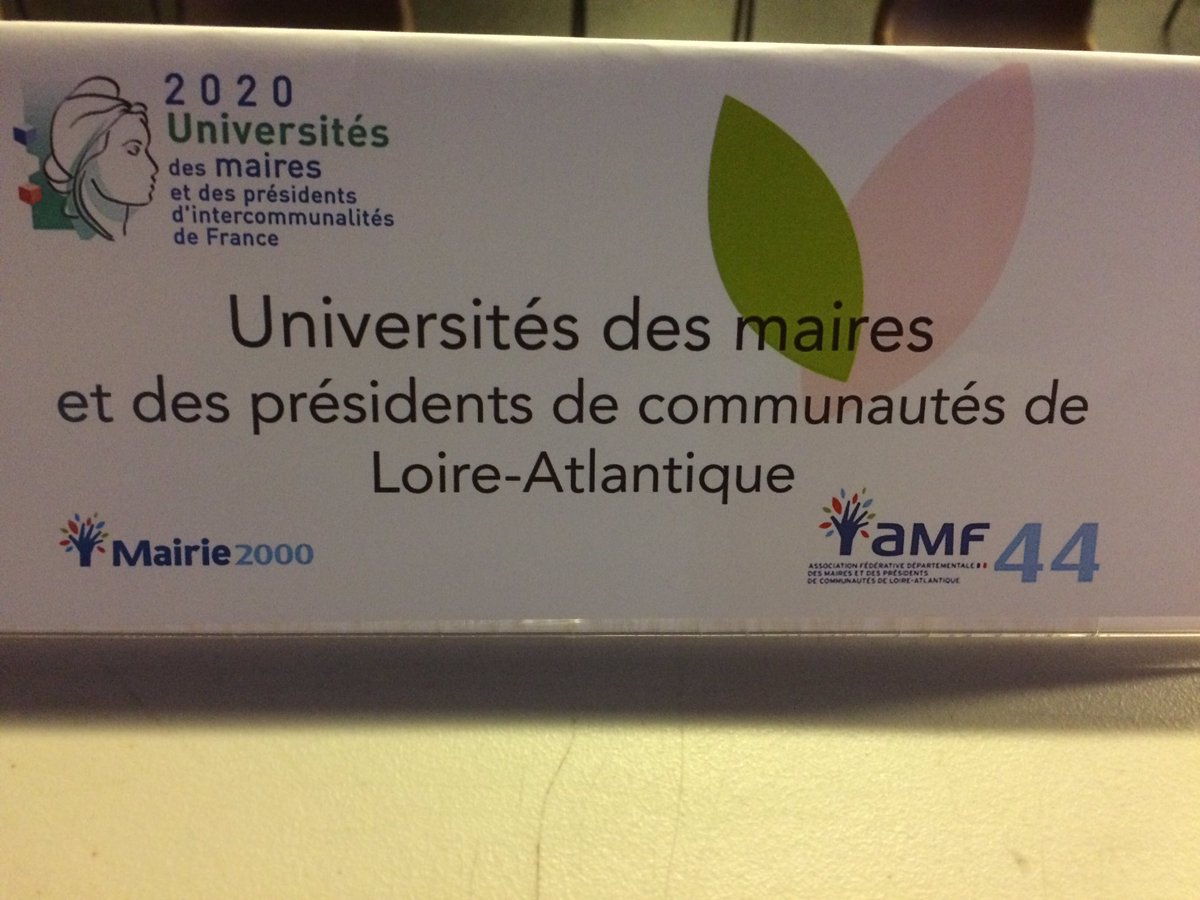 2020
Universités
des maires
et des présidents
d'intercommunalités
de France
Universités des maires
et des présidents de communautés de
Loire-Atlantique
Mairie2000
aMF 44
ASSOCIATION FÉDÉRATIVE DÉPARTEMENTALE
DES MAIRES ET DES PRÉSIDENTS
DE COMMUNAUTÉS DE LOIRE-ATLANTIQUE